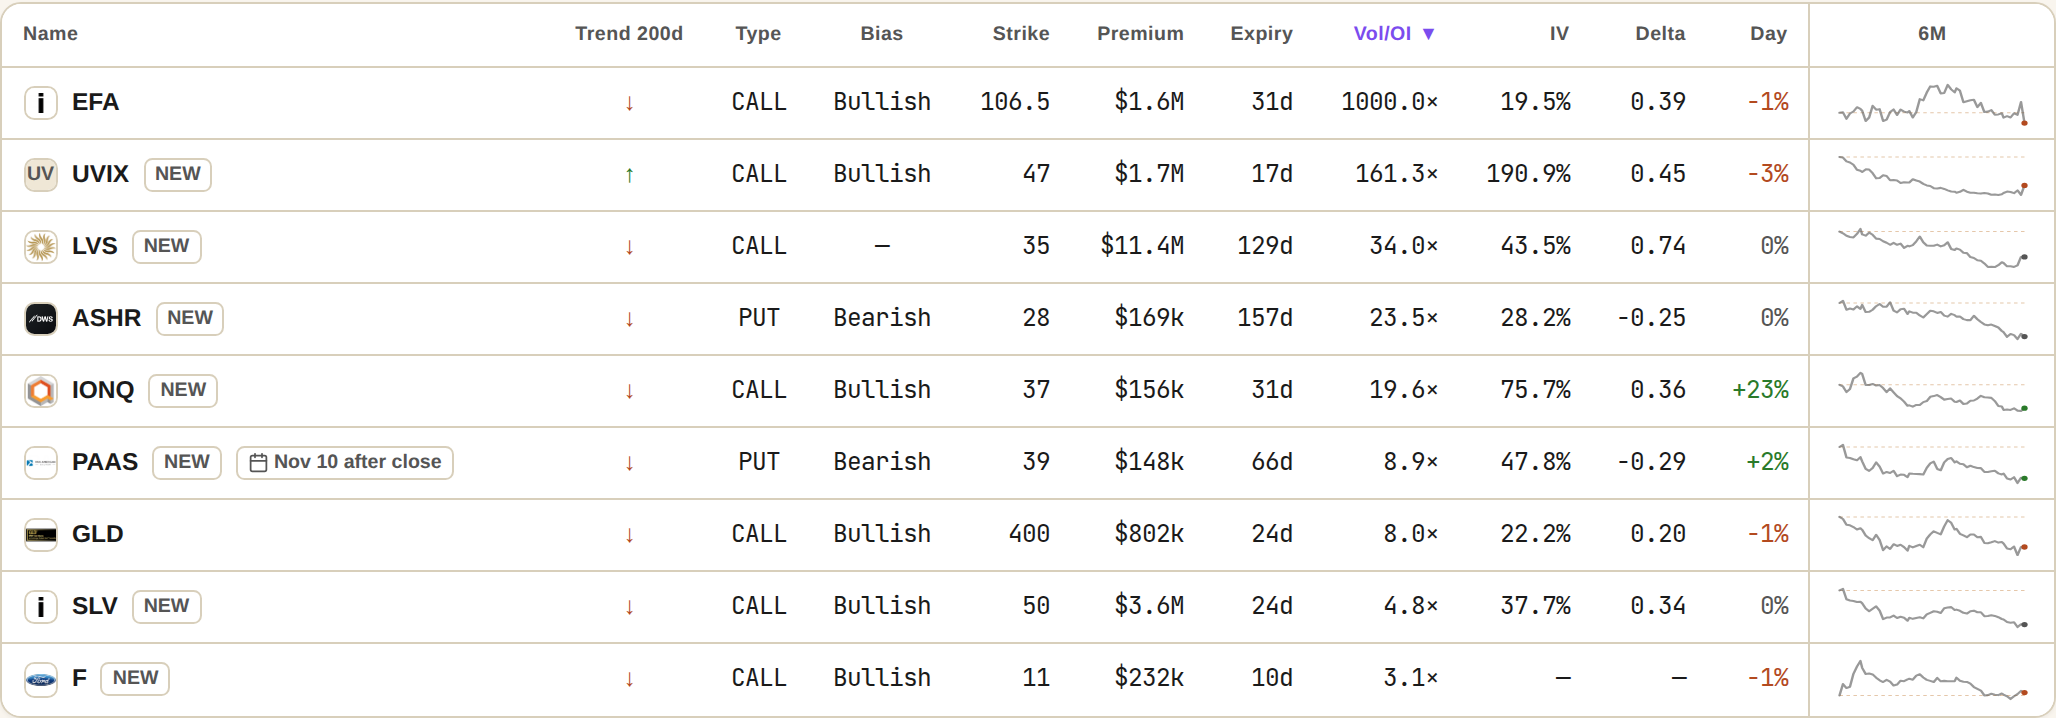 Name Trend 200d Type Bias Strike Premium Expiry Vol/OI ▼ IV Delta Day 6M
i EFA ↓ CALL Bullish 106.5 $1.6M 31d 1000.0× 19.5% 0.39 -1%
UV UVIX NEW ↑ CALL Bullish 47 $1.7M 17d 161.3× 190.9% 0.45 -3%
LVS NEW ↓ CALL — 35 $11.4M 129d 34.0× 43.5% 0.74 0%
DWS ASHR NEW ↓ PUT Bearish 28 $169k 157d 23.5× 28.2% -0.25 0%
IONQ NEW ↓ CALL Bullish 37 $156k 31d 19.6× 75.7% 0.36 +23%
PAAS NEW Nov 10 after close ↓ PUT Bearish 39 $148k 66d 8.9× 47.8% -0.29 +2%
GLD ↓ CALL Bullish 400 $802k 24d 8.0× 22.2% 0.20 -1%
i SLV NEW ↓ CALL Bullish 50 $3.6M 24d 4.8× 37.7% 0.34 0%
Ford F NEW ↓ CALL Bullish 11 $232k 10d 3.1× — — -1%